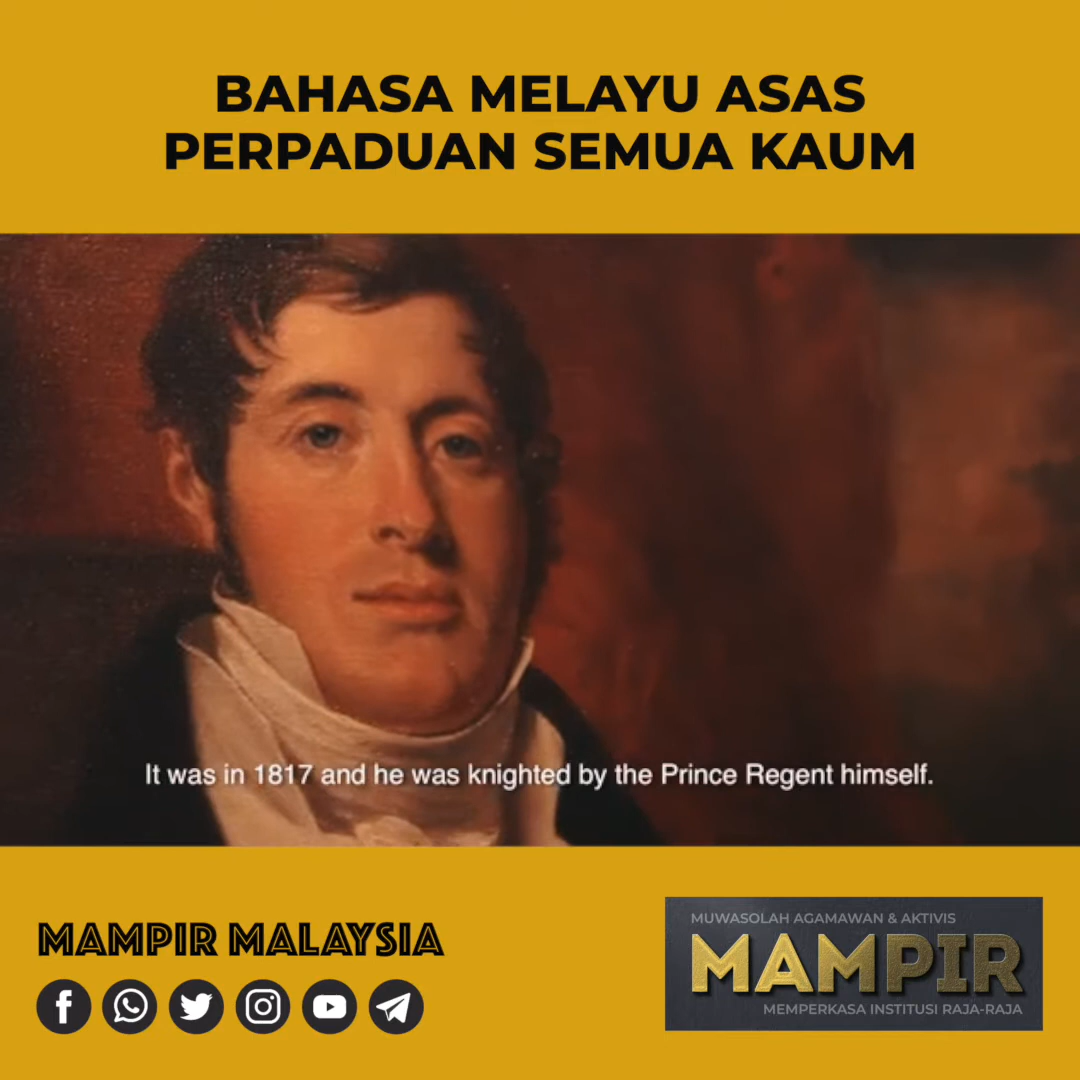 BAHASA MELAYU ASAS
PERPADUAN SEMUA KAUM
It was in 1817 and he was knighted by the Prince Regent himself.
MAMPIR MALAYSIA
MUWASOLAH AGAMAWAN & AKTIVIS
MAMPIR
MEMPERKASA INSTITUSI RAJA-RAJA